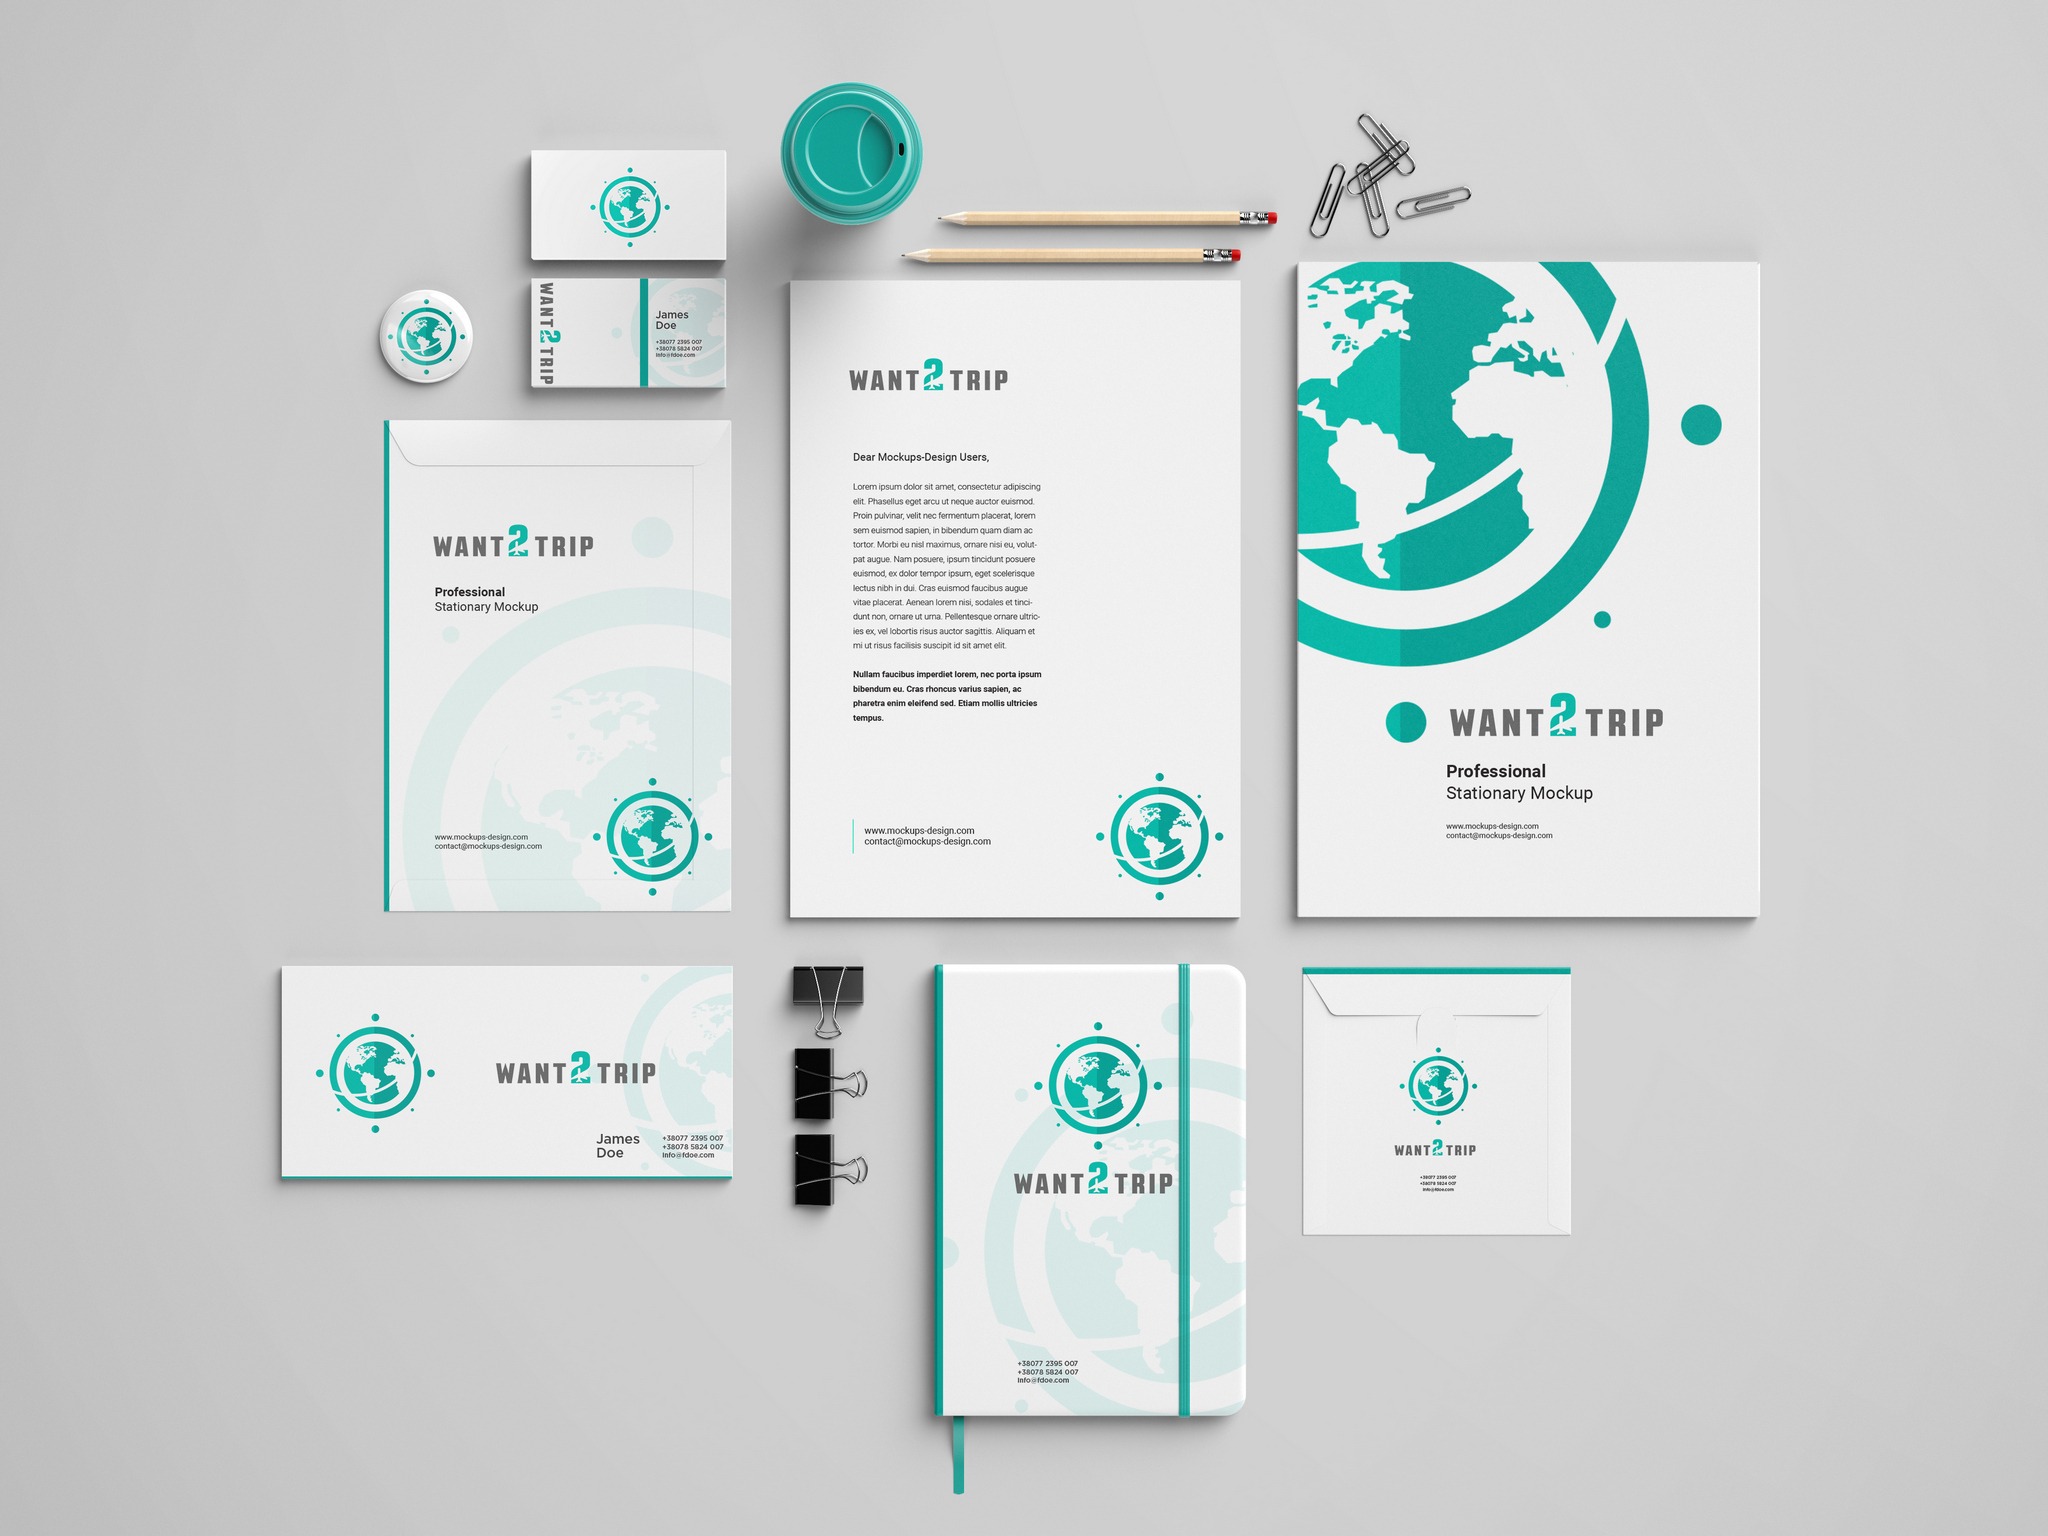 WANT2TRIP
James
Doe
+38077 2395 007
+38078 5824 007
info@fdoe.com
WANT2TRIP
Professional
Stationary Mockup
www.mockups-design.com
contact@mockups-design.com
WANT2TRIP
Dear Mockups-Design Users,
Lorem ipsum dolor sit amet, consectetur adipiscing
elit. Phasellus eget arcu ut neque auctor euismod.
Proin pulvinar, velit nec fermentum placerat, lorem
sem euismod sapien, in bibendum quam diam ac
tortor. Morbi eu nisl maximus, ornare nisi eu, volut-
pat augue. Nam posuere, ipsum tincidunt posuere
euismod, ex dolor tempor ipsum, eget scelerisque
lectus nibh in dui. Cras euismod faucibus augue
vitae placerat. Aenean lorem nisi, sodales et tinci-
dunt non, ornare ut urna. Pellentesque ornare ultric-
ies ex, vel lobortis risus auctor sagittis. Aliquam et
mi ut risus facilisis suscipit id sit amet elit.
Nullam faucibus imperdiet lorem, nec porta ipsum
bibendum eu. Cras rhoncus varius sapien, ac
pharetra enim eleifend sed. Etiam mollis ultricies
tempus.
www.mockups-design.com
contact@mockups-design.com
WANT2TRIP
Professional
Stationary Mockup
www.mockups-design.com
contact@mockups-design.com
WANT2TRIP
James
Doe
+38077 2395 007
+38078 5824 007
info@fdoe.com
WANT2TRIP
+38077 2395 007
+38078 5824 007
info@fdoe.com
WANT2TRIP
+38077 2395 007
+38078 5824 007
info@fdoe.com